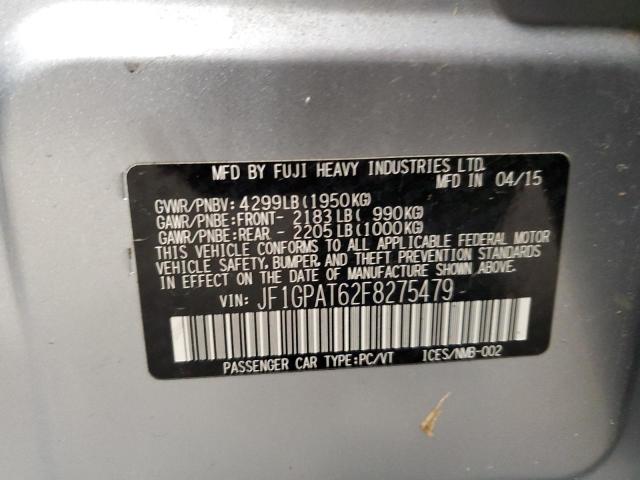 MFD BY FUJI HEAVY INDUSTRIES LTD.
MFD IN 04/15
GVWR/PNBV: 4299LB(1950KG)
GAWR/PNBE:FRONT- 2183LB( 990KG)
GAWR/PNBE:REAR - 2205LB(1000KG)
THIS VEHICLE CONFORMS TO ALL APPLICABLE FEDERAL MOTOR
VEHICLE SAFETY, BUMPER, AND THEFT PREVENTION STANDARDS
IN EFFECT ON THE DATE OF MANUFACTURE SHOWN ABOVE.
VIN: JF1GPAT62F8275479
PASSENGER CAR TYPE:PC/VT ICES/NMB-002